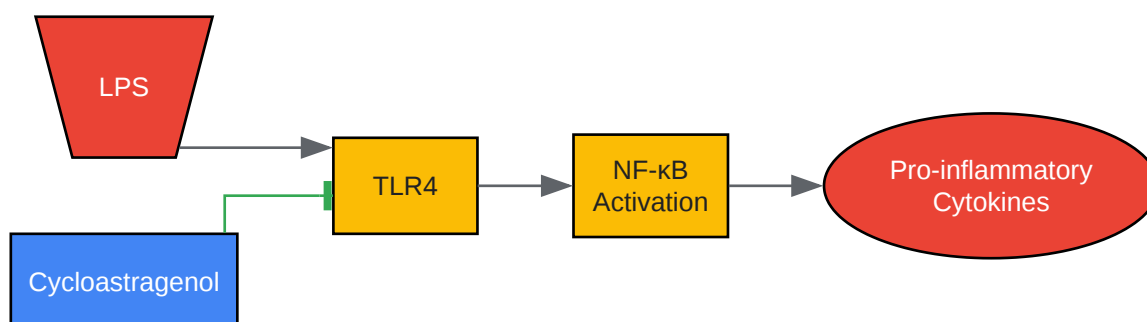 LPS
TLR4
NF-κB
Activation
Pro-inflammatory
Cytokines
Cycloastragenol